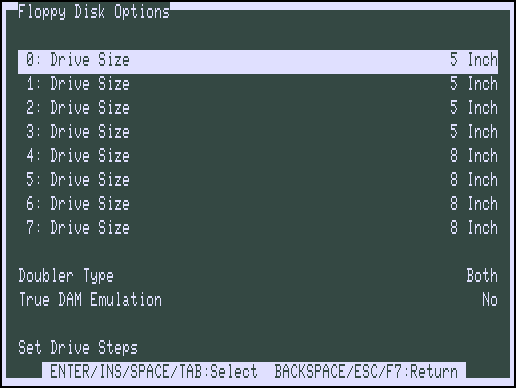 Floppy Disk Options
0: Drive Size 5 Inch
1: Drive Size 5 Inch
2: Drive Size 5 Inch
3: Drive Size 5 Inch
4: Drive Size 8 Inch
5: Drive Size 8 Inch
6: Drive Size 8 Inch
7: Drive Size 8 Inch
Doubler Type Both
True DAM Emulation No
Set Drive Steps
ENTER/INS/SPACE/TAB:Select BACKSPACE/ESC/F7:Return